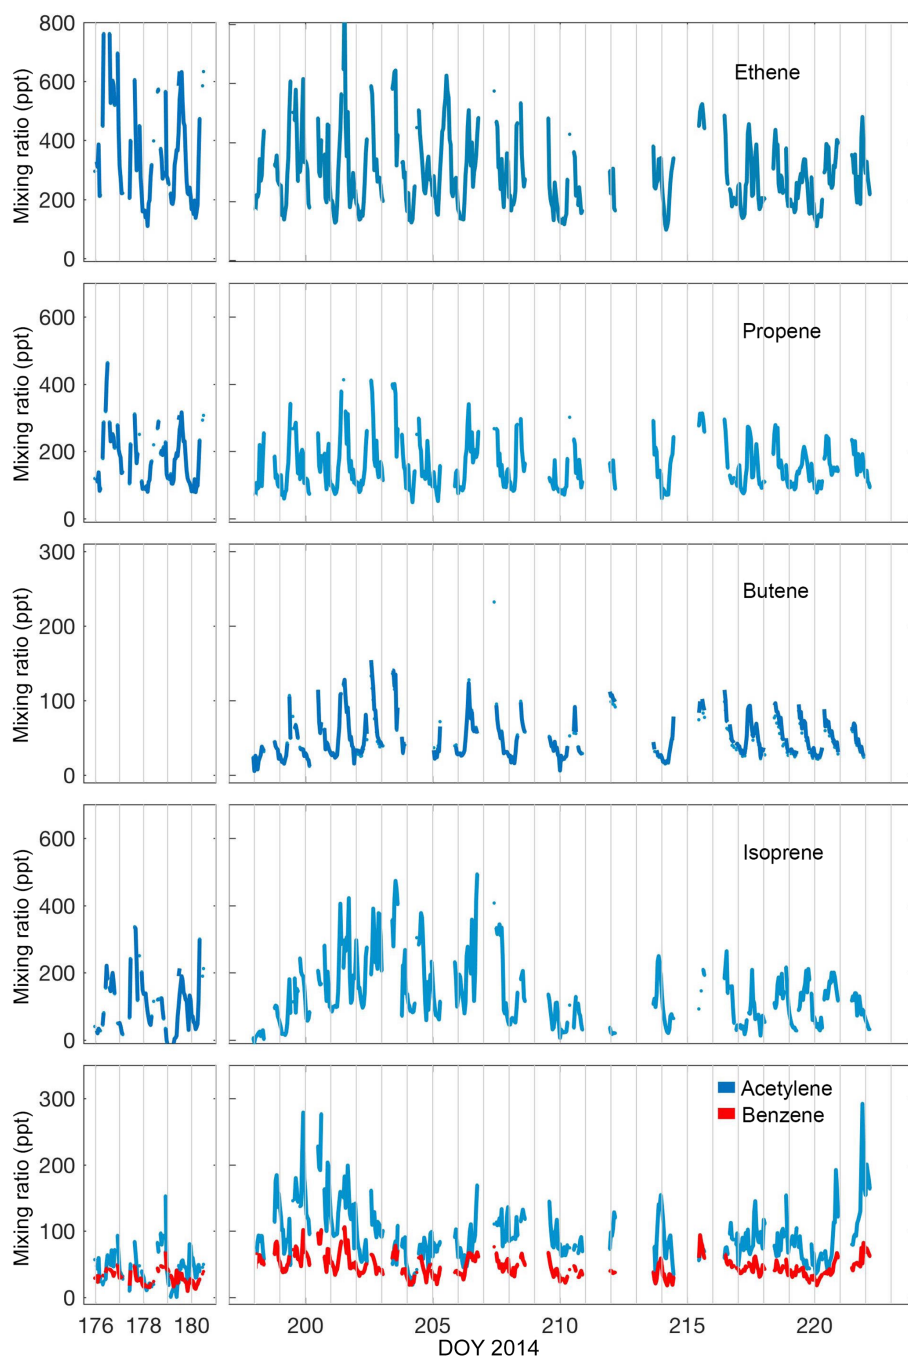 800
600
400
200
0
Mixing ratio (ppt)
Ethene
600
400
200
0
Mixing ratio (ppt)
Propene
300
200
100
0
Mixing ratio (ppt)
Butene
600
400
200
0
Mixing ratio (ppt)
Isoprene
300
200
100
0
Mixing ratio (ppt)
Acetylene
Benzene
176 178 180 200 205 210 215 220
DOY 2014